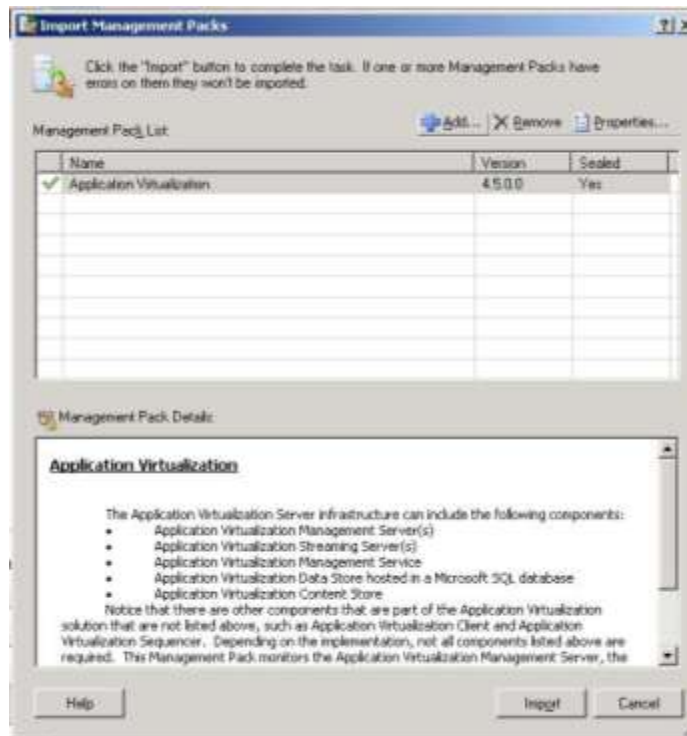 Import Management Packs
Click the "Import" button to complete the task. If one or more Management Packs have
errors on them they won't be imported.
Management Pack List:
Add... Remove Properties...
Name Version Sealed
Application Virtualization 4.5.0.0 Yes
Management Pack Details:
Application Virtualization
The Application Virtualization Server infrastructure can include the following components:
• Application Virtualization Management Server(s)
• Application Virtualization Streaming Server(s)
• Application Virtualization Management Service
• Application Virtualization Data Store hosted in a Microsoft SQL database
• Application Virtualization Content Store
Notice that there are other components that are part of the Application Virtualization
solution that are not listed above, such as Application Virtualization Client and Application
Virtualization Sequencer. Depending on the implementation, not all components listed above are
required. This Management Pack monitors the Application Virtualization Management Server, the
Help Import Cancel